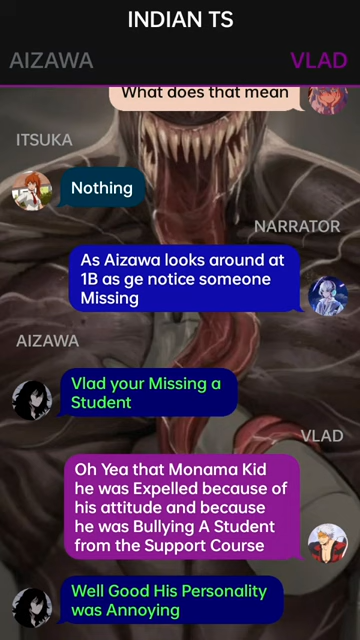 INDIAN TS
AIZAWA
VLAD
What does that mean
ITSUKA
Nothing
NARRATOR
As Aizawa looks around at
1B as ge notice someone
Missing
AIZAWA
Vlad your Missing a
Student
VLAD
Oh Yea that Monama Kid
he was Expelled because of
his attitude and because
he was Bullying A Student
from the Support Course
Well Good His Personality
was Annoying